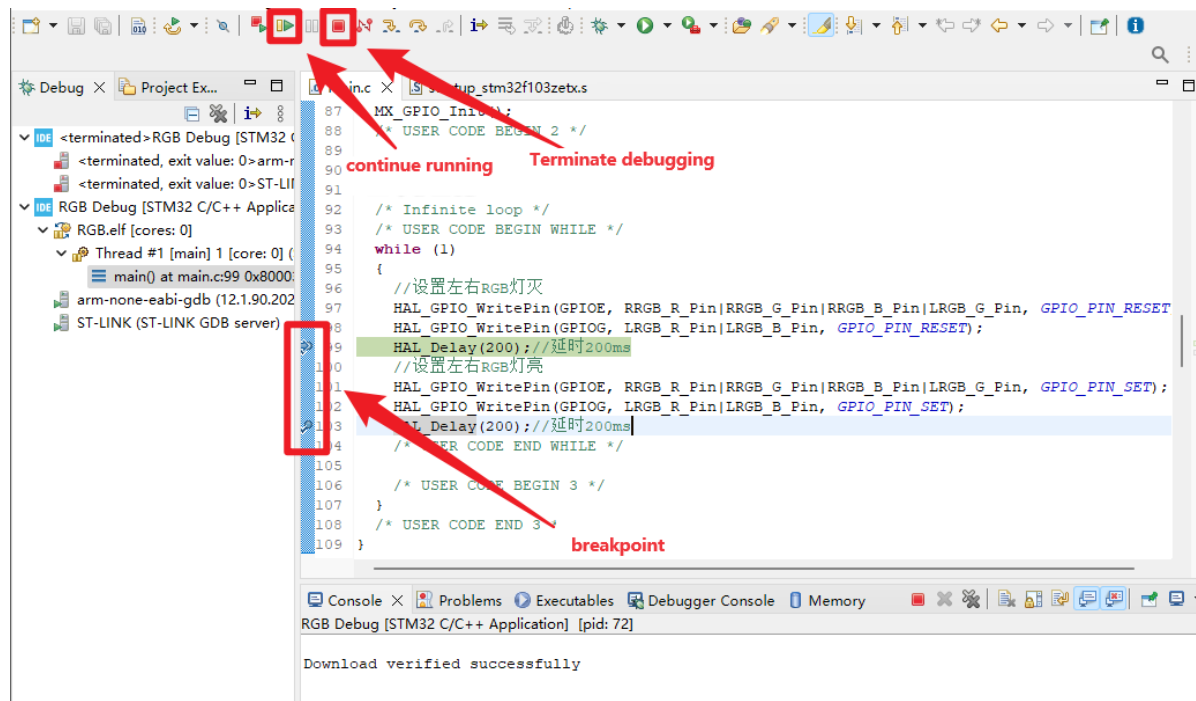 Debug
Project Ex...
<terminated>RGB Debug [STM32
<terminated, exit value: 0>arm-
<terminated, exit value: 0>ST-LI
RGB Debug [STM32 C/C++ Applica
RGB.elf [cores: 0]
Thread #1 [main] 1 [core: 0] (
main() at main.c:99 0x8000
arm-none-eabi-gdb (12.1.90.202
ST-LINK (ST-LINK GDB server)
in.c
up_stm32f103zetx.s
87 MX_GPIO_Init();
88 /* USER CODE BEGIN 2 */
89
90
91
92 /* Infinite loop */
93 /* USER CODE BEGIN WHILE */
94 while (1)
95 {
96 //设置左右RGB灯灭
97 HAL_GPIO_WritePin(GPIOE, RRGB_R_Pin|RRGB_G_Pin|RRGB_B_Pin|LRGB_G_Pin, GPIO_PIN_RESET
98 HAL_GPIO_WritePin(GPIOG, LRGB_R_Pin|LRGB_B_Pin, GPIO_PIN_RESET);
99 HAL_Delay(200);//延时200ms
100 //设置左右RGB灯亮
101 HAL_GPIO_WritePin(GPIOE, RRGB_R_Pin|RRGB_G_Pin|RRGB_B_Pin|LRGB_G_Pin, GPIO_PIN_SET);
102 HAL_GPIO_WritePin(GPIOG, LRGB_R_Pin|LRGB_B_Pin, GPIO_PIN_SET);
103 HAL_Delay(200);//延时200ms
104 /* USER CODE END WHILE */
105
106 /* USER CODE BEGIN 3 */
107 }
108 /* USER CODE END 3 *
109 }
continue running
Terminate debugging
breakpoint
Console
Problems
Executables
Debugger Console
Memory
RGB Debug [STM32 C/C++ Application] [pid: 72]
Download verified successfully